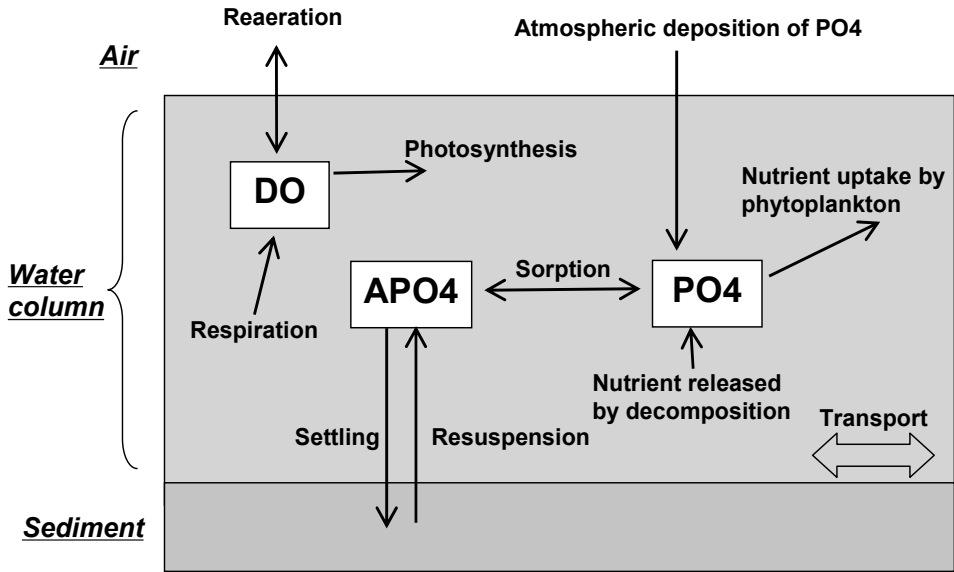 Reaeration
Atmospheric deposition of PO4
Air
Photosynthesis
DO
Nutrient uptake by
phytoplankton
Water
column
Sorption
APO4
PO4
Respiration
Nutrient released
by decomposition
Transport
Settling
Resuspension
Sediment